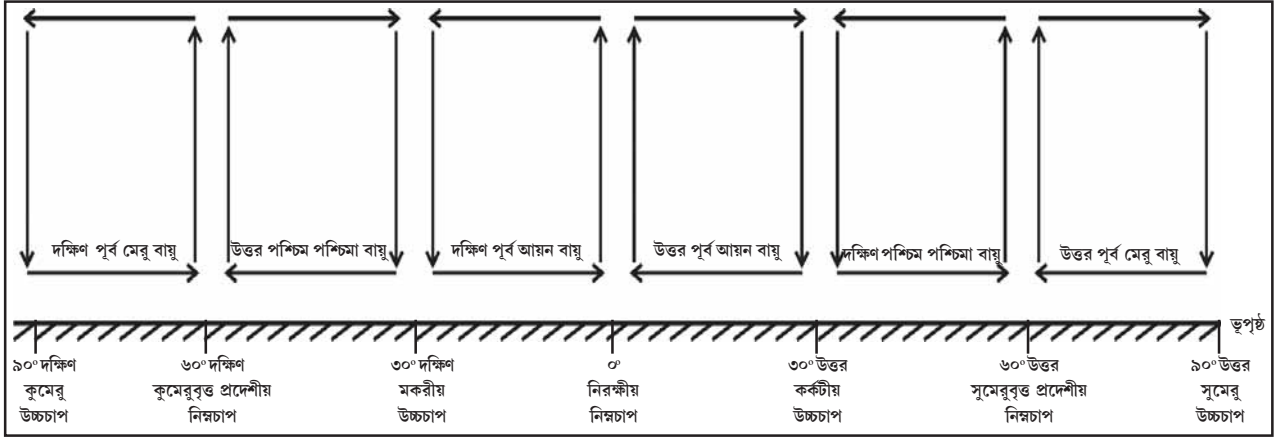 দক্ষিণ পূর্ব মেরু বায়ু উত্তর পশ্চিম পশ্চিমা বায়ু দক্ষিণ পূর্ব আয়ন বায়ু উত্তর পূর্ব আয়ন বায়ু দক্ষিণ পশ্চিম পশ্চিমা বায়ু উত্তর পূর্ব মেরু বায়ু
ভূপৃষ্ঠ
৯০° দক্ষিণ ৬০° দক্ষিণ ৩০° দক্ষিণ ০° ৩০° উত্তর ৬০° উত্তর ৯০° উত্তর
কুমেরু কুমেরুবৃত্ত প্রদেশীয় মকরীয় নিরক্ষীয় কর্কটীয় সুমেরুবৃত্ত প্রদেশীয় সুমেরু
উচ্চচাপ নিম্নচাপ উচ্চচাপ নিম্নচাপ উচ্চচাপ নিম্নচাপ উচ্চচাপ